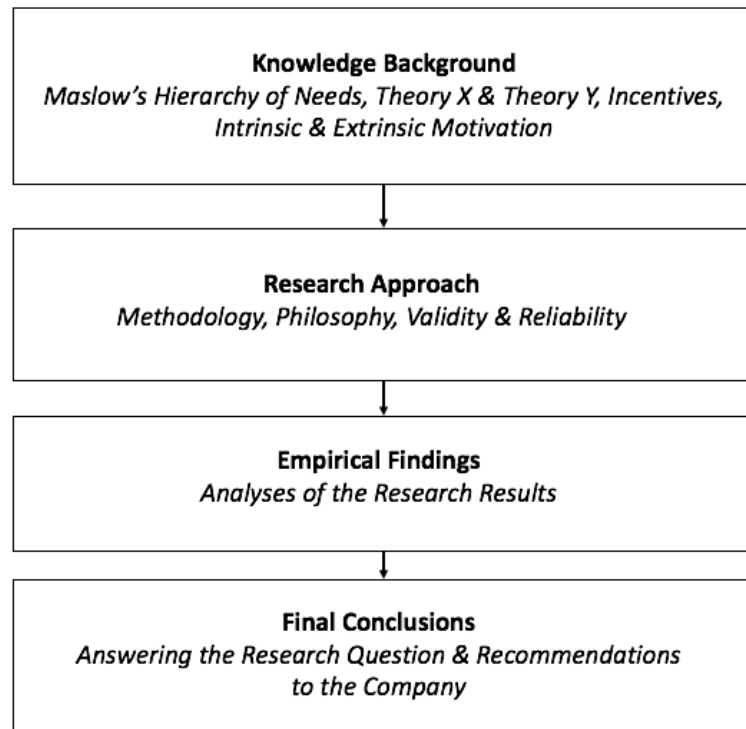 Knowledge Background
Maslow's Hierarchy of Needs, Theory X & Theory Y, Incentives,
Intrinsic & Extrinsic Motivation
Research Approach
Methodology, Philosophy, Validity & Reliability
Empirical Findings
Analyses of the Research Results
Final Conclusions
Answering the Research Question & Recommendations
to the Company